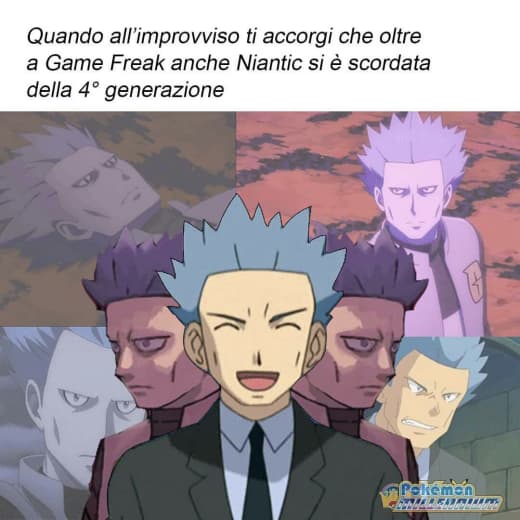 Quando all'improvviso ti accorgi che oltre
a Game Freak anche Niantic si è scordata
della 4° generazione
Pokémon
MILLENNIUM